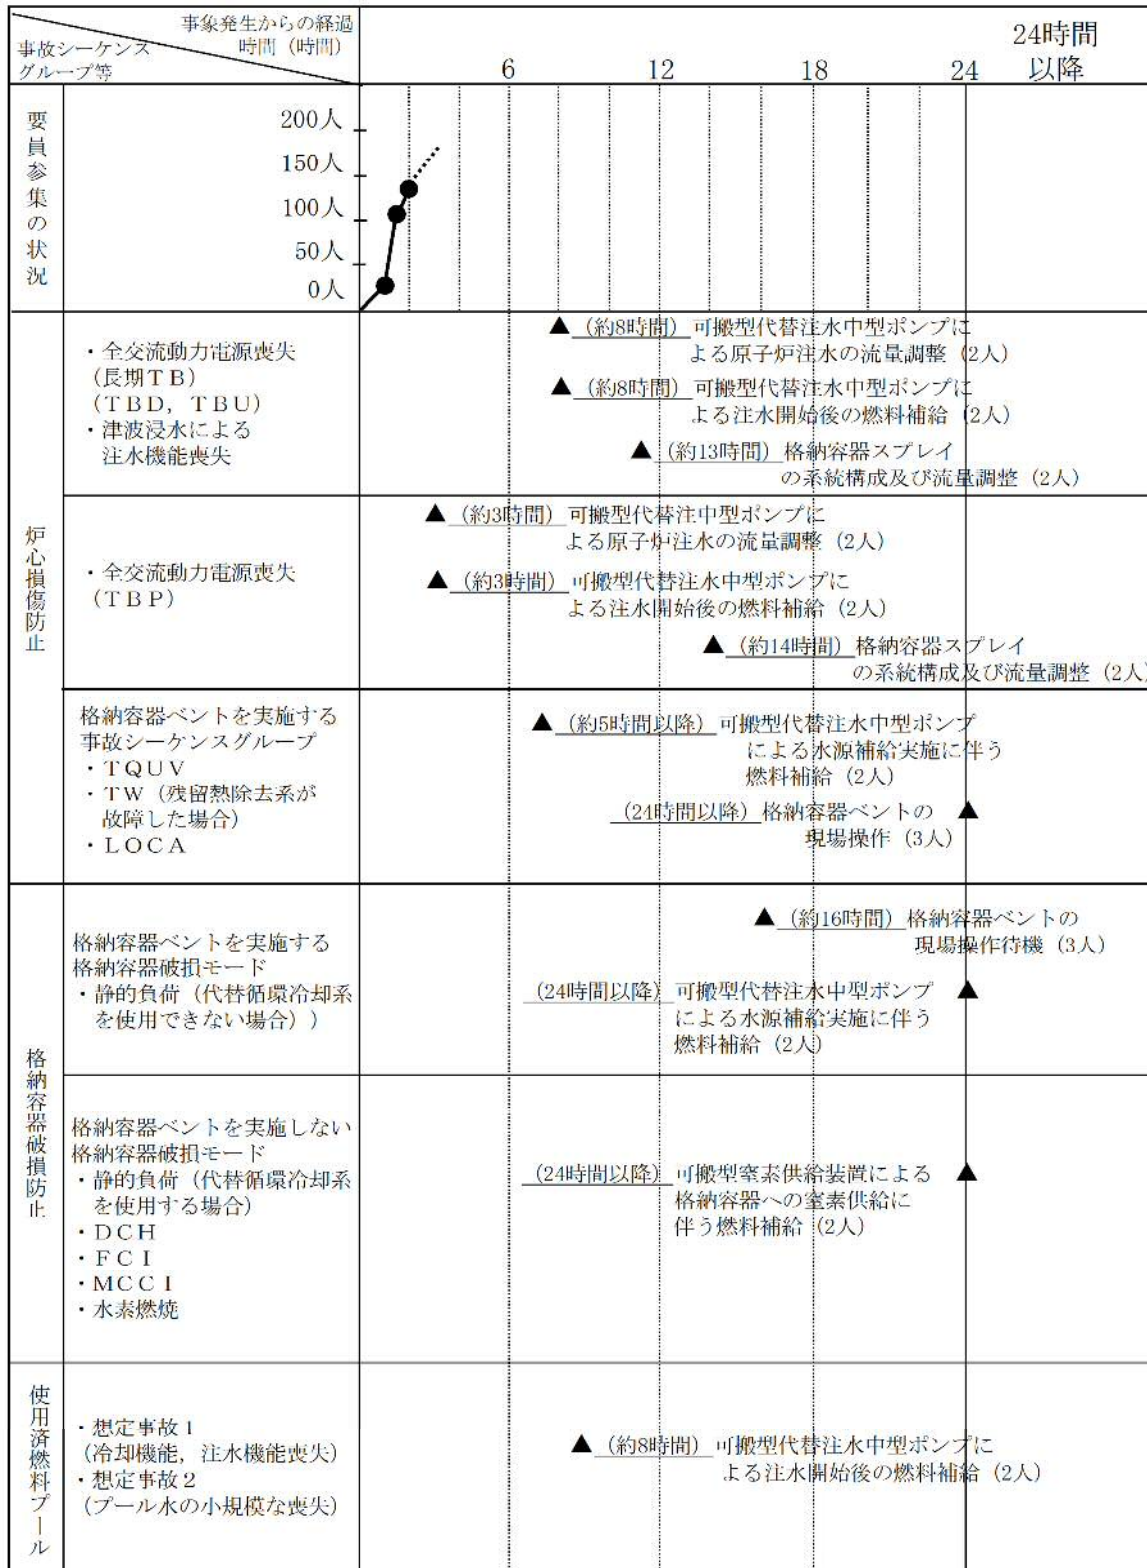 事象発生からの経過
時間（時間）
事故シーケンス
グループ等
6
12
18
24
24時間
以降
要員参集の状況
200人
150人
100人
50人
0人
炉心損傷防止
・全交流動力電源喪失
（長期ＴＢ）
（ＴＢＤ，ＴＢＵ）
・津波浸水による
注水機能喪失
▲（約8時間）可搬型代替注水中型ポンプに
よる原子炉注水の流量調整（2人）
▲（約8時間）可搬型代替注水中型ポンプに
よる注水開始後の燃料補給（2人）
▲（約13時間）格納容器スプレイ
の系統構成及び流量調整（2人）
・全交流動力電源喪失
（ＴＢＰ）
▲（約3時間）可搬型代替注中型ポンプに
よる原子炉注水の流量調整（2人）
▲（約3時間）可搬型代替注水中型ポンプに
よる注水開始後の燃料補給（2人）
▲（約14時間）格納容器スプレイ
の系統構成及び流量調整（2人）
格納容器ベントを実施する
事故シーケンスグループ
・ＴＱＵＶ
・ＴＷ（残留熱除去系が
故障した場合）
・ＬＯＣＡ
▲（約5時間以降）可搬型代替注水中型ポンプ
による水源補給実施に伴う
燃料補給（2人）
（24時間以降）格納容器ベントの ▲
現場操作（3人）
格納容器破損防止
格納容器ベントを実施する
格納容器破損モード
・静的負荷（代替循環冷却系
を使用できない場合））
▲（約16時間）格納容器ベントの
現場操作待機（3人）
（24時間以降）可搬型代替注水中型ポンプ ▲
による水源補給実施に伴う
燃料補給（2人）
格納容器ベントを実施しない
格納容器破損モード
・静的負荷（代替循環冷却系
を使用する場合）
・ＤＣＨ
・ＦＣＩ
・ＭＣＣＩ
・水素燃焼
（24時間以降）可搬型窒素供給装置による ▲
格納容器への窒素供給に
伴う燃料補給（2人）
使用済燃料プール
・想定事故１
（冷却機能，注水機能喪失）
・想定事故２
（プール水の小規模な喪失）
▲（約8時間）可搬型代替注水中型ポンプに
よる注水開始後の燃料補給（2人）